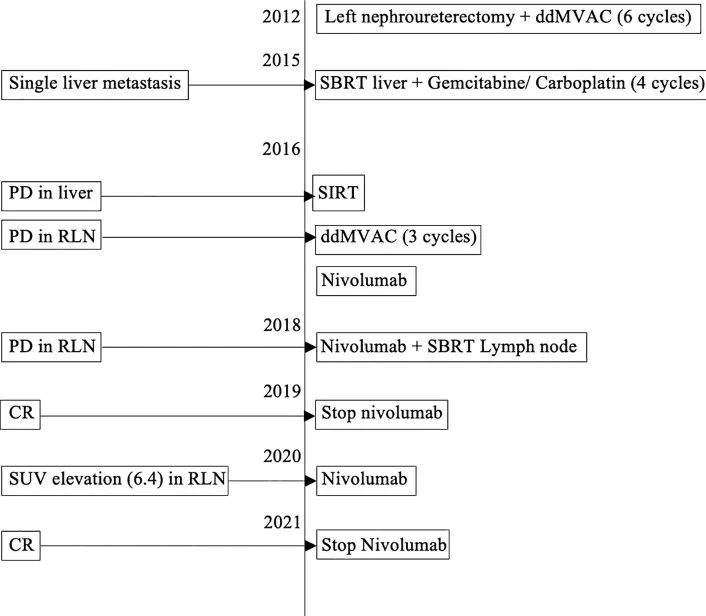 2012
Left nephroureterectomy + ddMVAC (6 cycles)
2015
Single liver metastasis
SBRT liver + Gemcitabine/ Carboplatin (4 cycles)
2016
PD in liver
SIRT
PD in RLN
ddMVAC (3 cycles)
Nivolumab
2018
PD in RLN
Nivolumab + SBRT Lymph node
2019
CR
Stop nivolumab
2020
SUV elevation (6.4) in RLN
Nivolumab
2021
CR
Stop Nivolumab